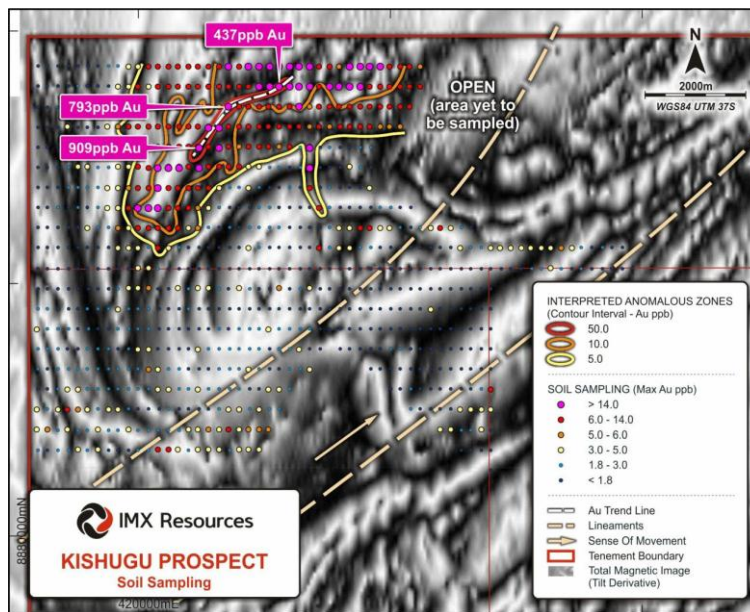 437ppb Au
793ppb Au
909ppb Au
OPEN
(area yet to
be sampled)
N
2000m
WGS84 UTM 37S
INTERPRETED ANOMALOUS ZONES
(Contour Interval - Au ppb)
50.0
10.0
5.0
SOIL SAMPLING (Max Au ppb)
> 14.0
6.0 - 14.0
5.0 - 6.0
3.0 - 5.0
1.8 - 3.0
< 1.8
Au Trend Line
Lineaments
Sense Of Movement
Tenement Boundary
Total Magnetic Image
(Tilt Derivative)
IMX Resources
KISHUGU PROSPECT
Soil Sampling
420000mE